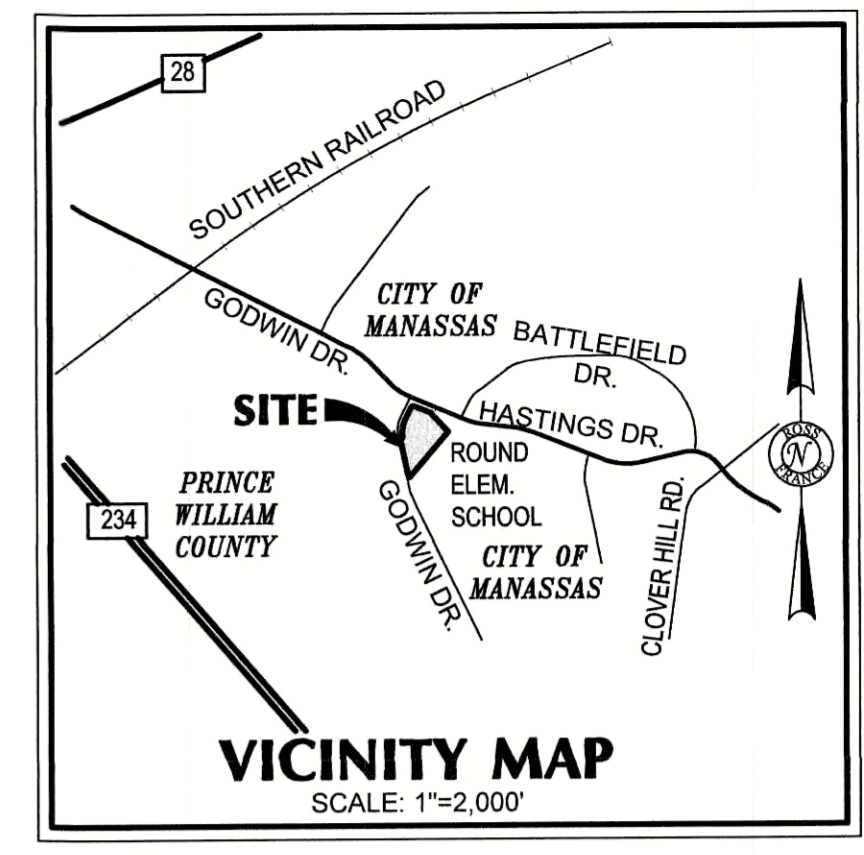 28
SOUTHERN RAILROAD
GODWIN DR.
CITY OF
MANASSAS
BATTLEFIELD
DR.
SITE
HASTINGS DR.
ROUND
ELEM.
SCHOOL
ROSS
N
FRANCE
PRINCE
WILLIAM
COUNTY
234
GODWIN DR.
CITY OF
MANASSAS
CLOVER HILL RD.
VICINITY MAP
SCALE: 1"=2,000'